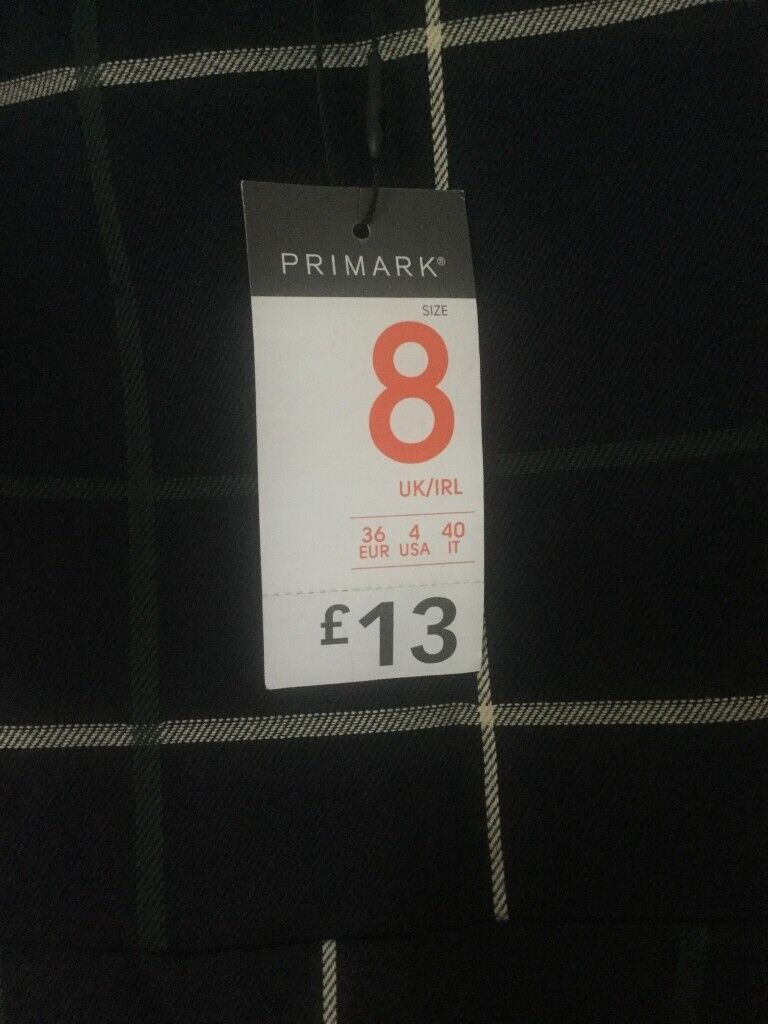 PRIMARK®
SIZE
8
UK/IRL
36 4 40
EUR USA IT
£13